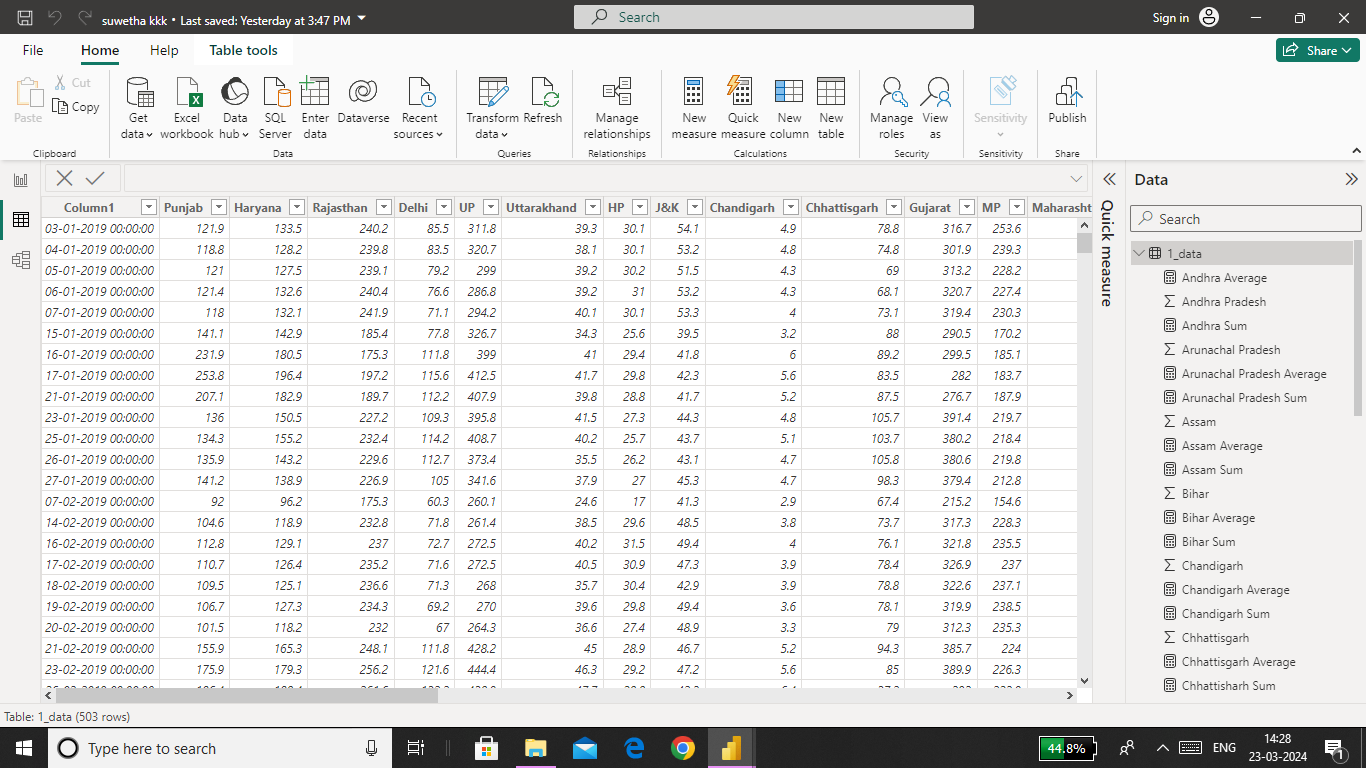 suwetha kkk • Last saved: Yesterday at 3:47 PM
Search
Sign in
File Home Help Table tools
Share
Paste
Cut
Copy
Get data
Excel workbook
Data hub
SQL Server
Enter data
Dataverse
Recent sources
Transform data
Refresh
Manage relationships
New measure
Quick measure
New column
New table
Manage roles
View as
Sensitivity
Publish
Clipboard Data Queries Relationships Calculations Security Sensitivity Share
Column1 Punjab Haryana Rajasthan Delhi UP Uttarakhand HP J&K Chandigarh Chhattisgarh Gujarat MP Maharasht
03-01-2019 00:00:00 121.9 133.5 240.2 85.5 311.8 39.3 30.1 54.1 4.9 78.8 316.7 253.6
04-01-2019 00:00:00 118.8 128.2 239.8 83.5 320.7 38.1 30.1 53.2 4.8 74.8 301.9 239.3
05-01-2019 00:00:00 121 127.5 239.1 79.2 299 39.2 30.2 51.5 4.3 69 313.2 228.2
06-01-2019 00:00:00 121.4 132.6 240.4 76.6 286.8 39.2 31 53.2 4.3 68.1 320.7 227.4
07-01-2019 00:00:00 118 132.1 241.9 71.1 294.2 40.1 30.1 53.3 4 73.1 319.4 230.3
15-01-2019 00:00:00 141.1 142.9 185.4 77.8 326.7 34.3 25.6 39.5 3.2 88 290.5 170.2
16-01-2019 00:00:00 231.9 180.5 175.3 111.8 399 41 29.4 41.8 6 89.2 299.5 185.1
17-01-2019 00:00:00 253.8 196.4 197.2 115.6 412.5 41.7 29.8 42.3 5.6 83.5 282 183.7
21-01-2019 00:00:00 207.1 182.9 189.7 112.2 407.9 39.8 28.8 41.7 5.2 87.5 276.7 187.9
23-01-2019 00:00:00 136 150.5 227.2 109.3 395.8 41.5 27.3 44.3 4.8 105.7 391.4 219.7
25-01-2019 00:00:00 134.3 155.2 232.4 114.2 408.7 40.2 25.7 43.7 5.1 103.7 380.2 218.4
26-01-2019 00:00:00 135.9 143.2 229.6 112.7 373.4 35.5 26.2 43.1 4.7 105.8 380.6 219.8
27-01-2019 00:00:00 141.2 138.9 226.9 105 341.6 37.9 27 45.3 4.7 98.3 379.4 212.8
07-02-2019 00:00:00 92 96.2 175.3 60.3 260.1 24.6 17 41.3 2.9 67.4 215.2 154.6
14-02-2019 00:00:00 104.6 118.9 232.8 71.8 261.4 38.5 29.6 48.5 3.8 73.7 317.3 228.3
16-02-2019 00:00:00 112.8 129.1 237 72.7 272.5 40.2 31.5 49.4 4 76.1 321.8 235.5
17-02-2019 00:00:00 110.7 126.4 235.2 71.6 272.5 40.5 30.9 47.3 3.9 78.4 326.9 237
18-02-2019 00:00:00 109.5 125.1 236.6 71.3 268 35.7 30.4 42.9 3.9 78.8 322.6 237.1
19-02-2019 00:00:00 106.7 127.3 234.3 69.2 270 39.6 29.8 49.4 3.6 78.1 319.9 238.5
20-02-2019 00:00:00 101.5 118.2 232 67 264.3 36.6 27.4 48.9 3.3 79 312.3 235.3
21-02-2019 00:00:00 155.9 165.3 248.1 111.8 428.2 45 28.9 46.7 5.2 94.3 385.7 224
23-02-2019 00:00:00 175.9 179.3 256.2 121.6 444.4 46.3 29.2 47.2 5.6 85 389.9 226.3
Quick measure
Data
Search
1_data
Andhra Average
Andhra Pradesh
Andhra Sum
Arunachal Pradesh
Arunachal Pradesh Average
Arunachal Pradesh Sum
Assam
Assam Average
Assam Sum
Bihar
Bihar Average
Bihar Sum
Chandigarh
Chandigarh Average
Chandigarh Sum
Chhattisgarh
Chhattisgarh Average
Chhattisharh Sum
Table: 1_data (503 rows)
Type here to search
44.8%
ENG
14:28
23-03-2024
1